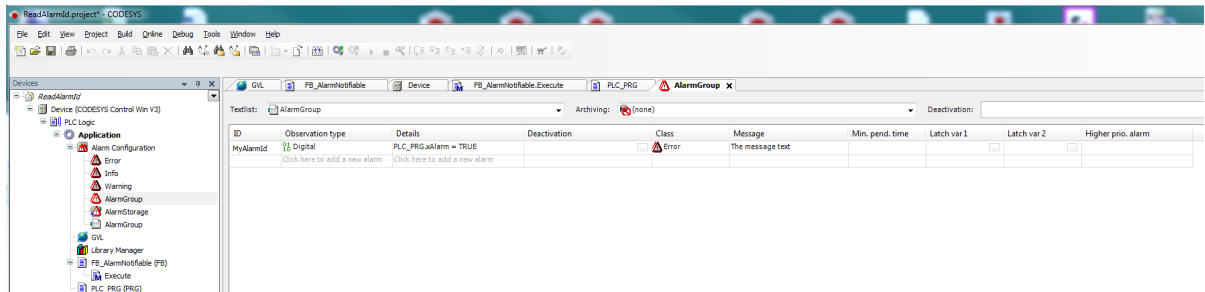 ReadAlarmId.project* - CODESYS
File Edit View Project Build Online Debug Tools Window Help
Devices
ReadAlarmId
Device (CODESYS Control Win V3)
PLC Logic
Application
Alarm Configuration
Error
Info
Warning
AlarmGroup
AlarmStorage
AlarmGroup
GVL
Library Manager
FB_AlarmNotifiable (FB)
Execute
PLC_PRG (PRG)
GVL FB_AlarmNotifiable Device FB_AlarmNotifiable.Execute PLC_PRG AlarmGroup
Textlist: AlarmGroup Archiving: (none) Deactivation:
ID Observation type Details Deactivation Class Message Min. pend. time Latch var 1 Latch var 2 Higher prio. alarm
MyAlarmId Digital PLC_PRG.xAlarm = TRUE Error The message text
Click here to add a new alarm Click here to add a new alarm